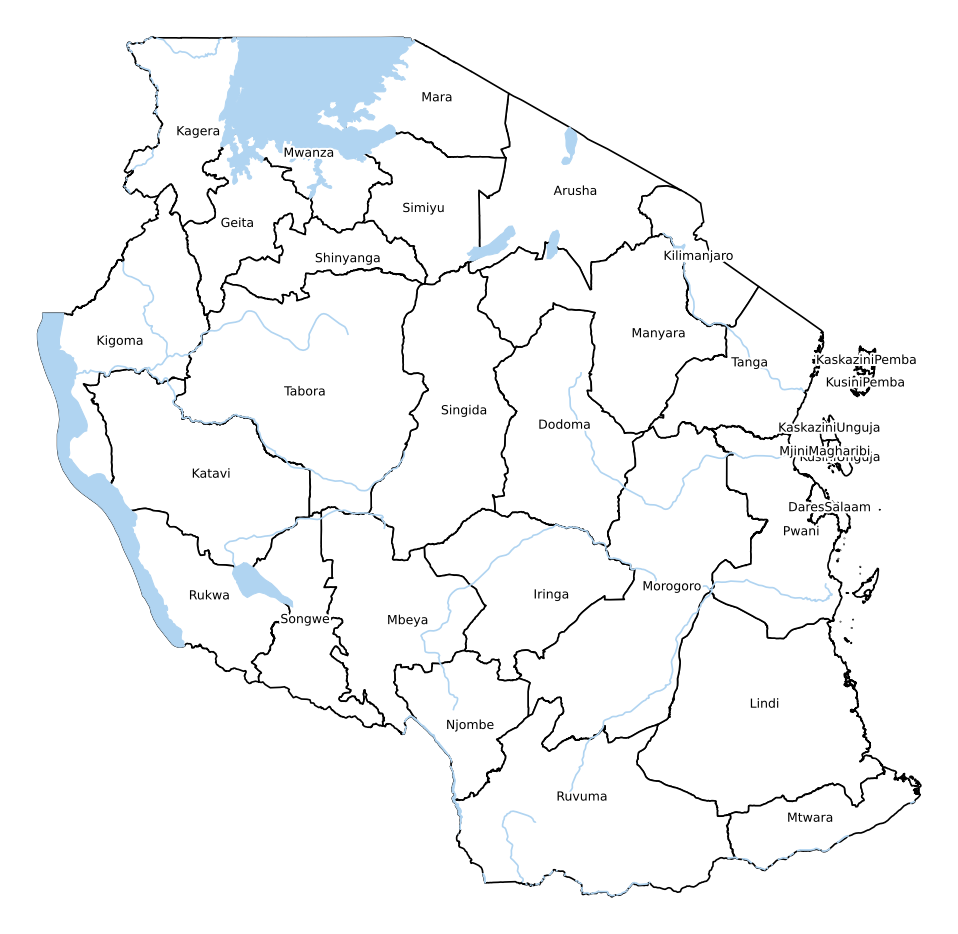 Mara
Kagera
Mwanza
Arusha
Simiyu
Geita
Kilimanjaro
Shinyanga
Manyara
Kigoma
KaskaziniPemba
Tanga
KusiniPemba
Tabora
Singida
Dodoma
KaskaziniUnguja
MjiniMagharibi
KusiniUnguja
Katavi
DaresSalaam
Pwani
Morogoro
Rukwa
Iringa
Songwe
Mbeya
Lindi
Njombe
Ruvuma
Mtwara